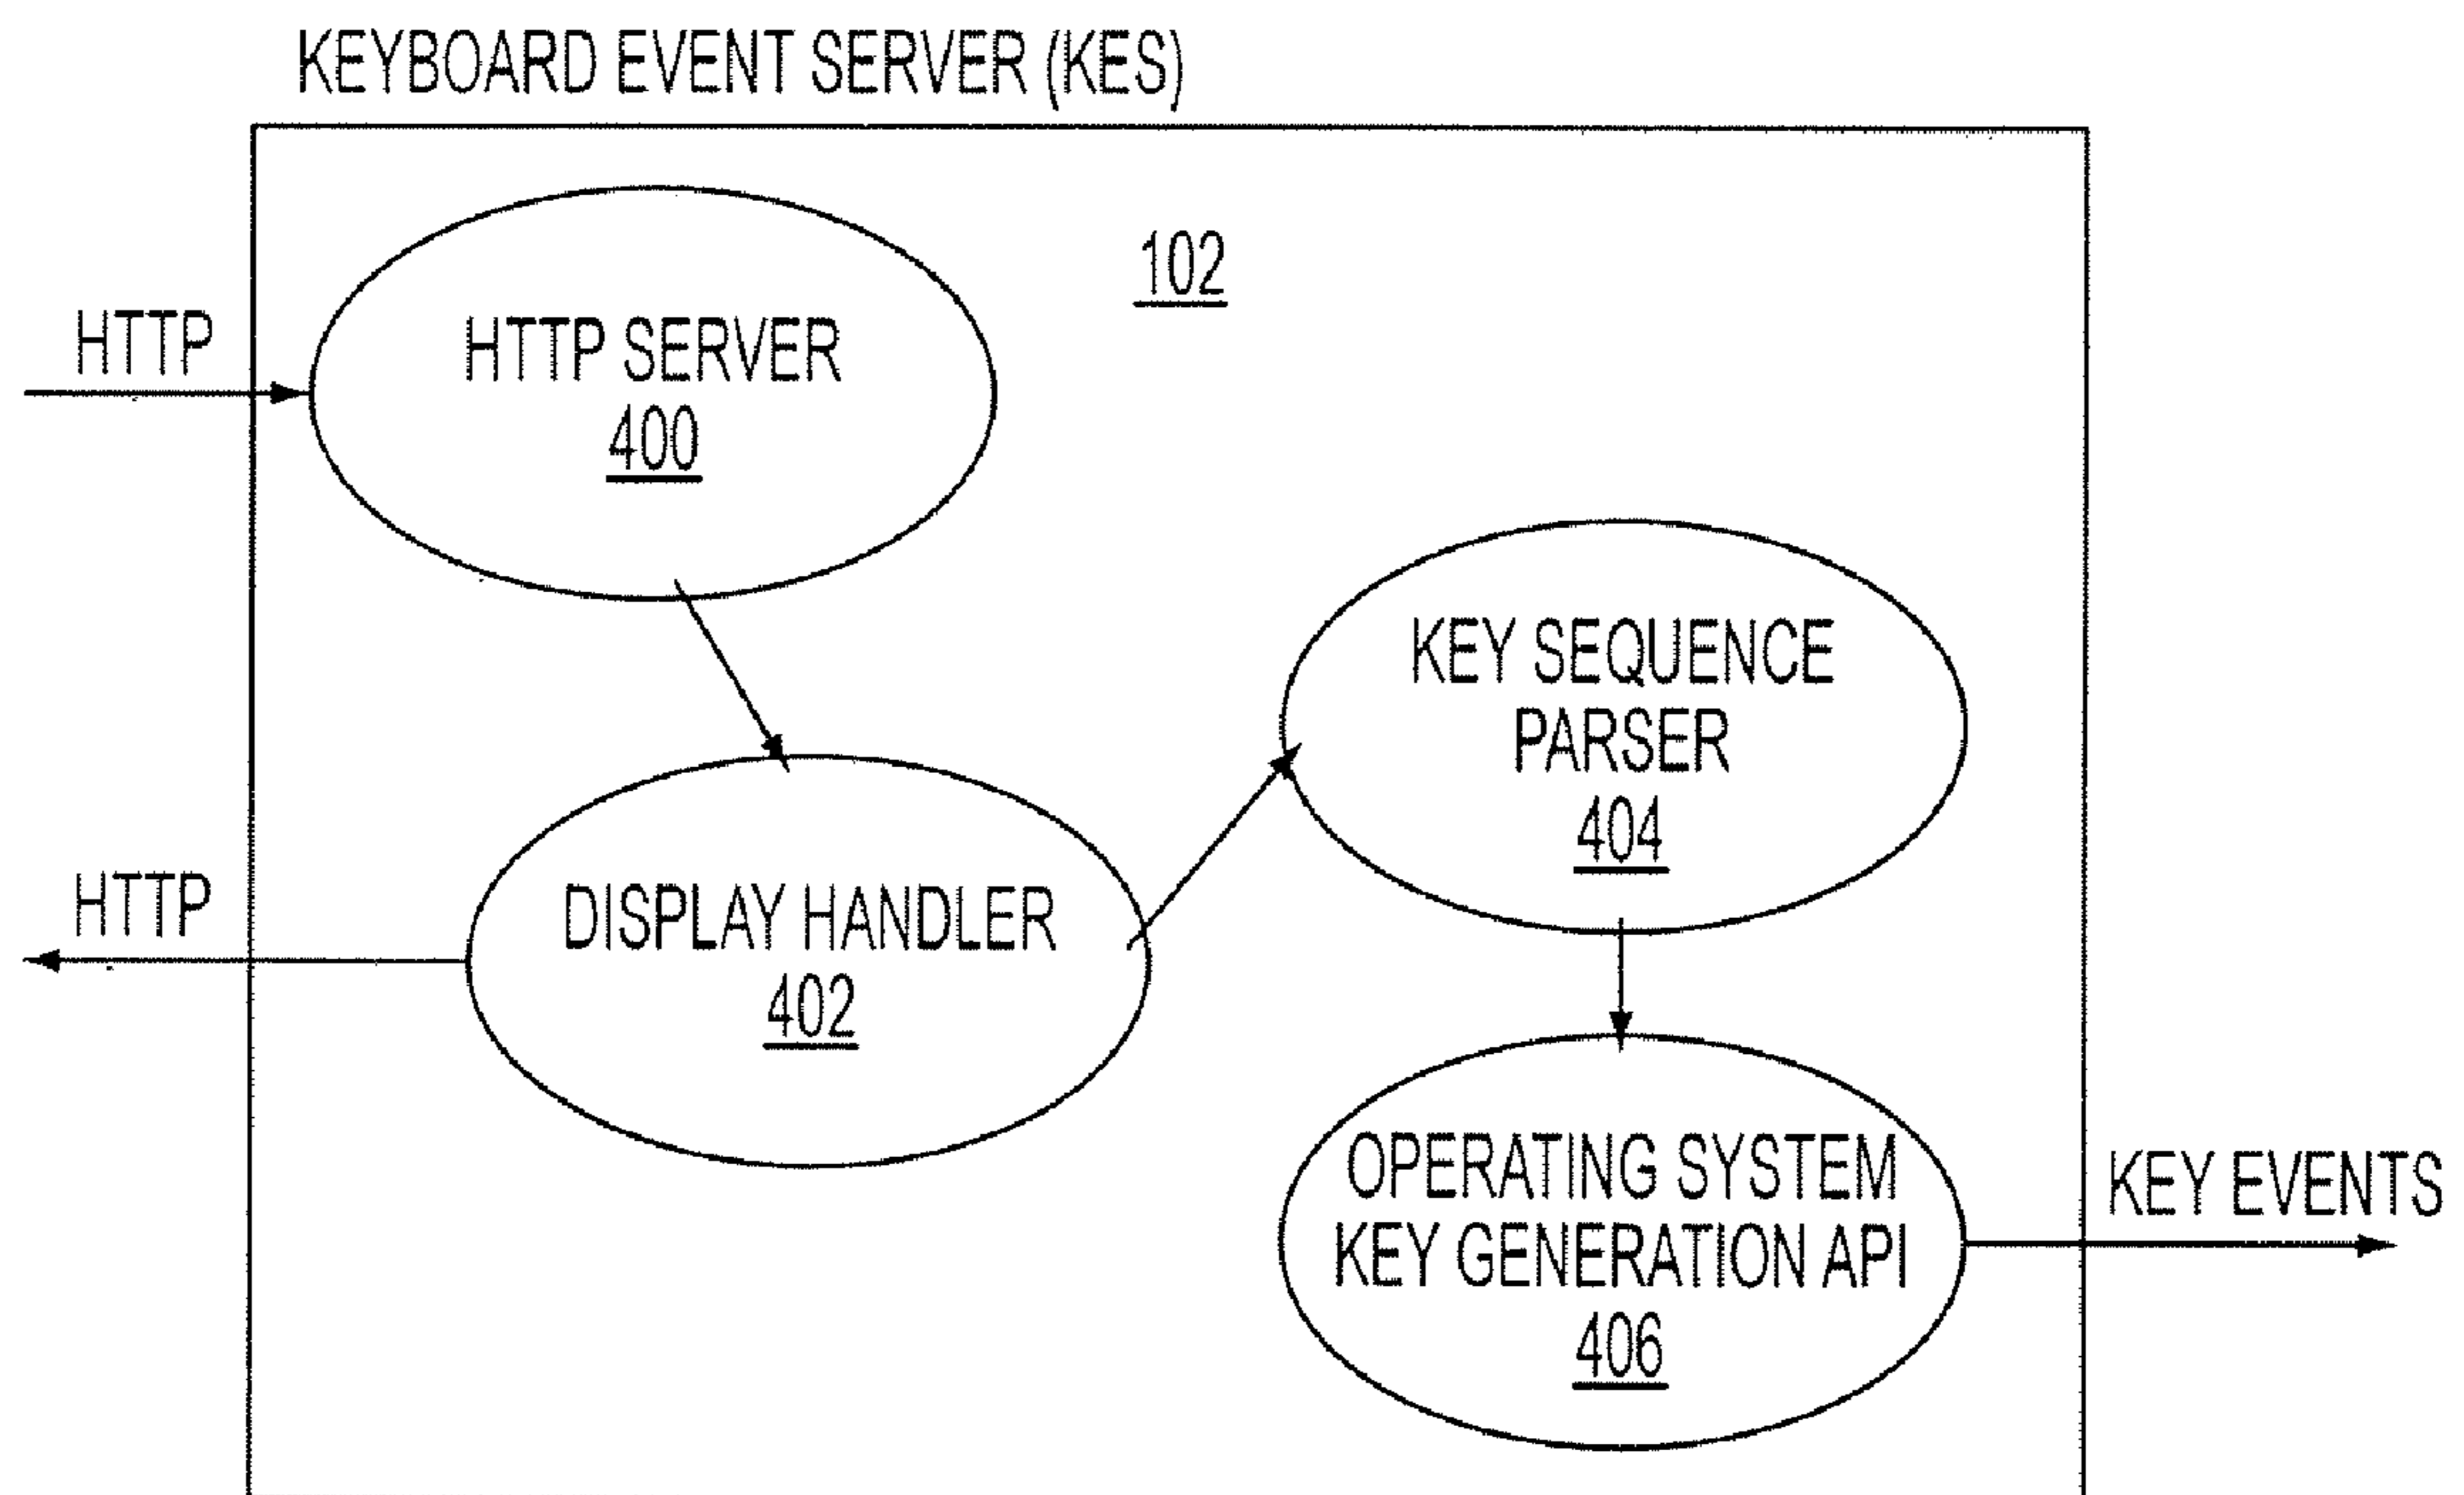 KEYBOARD EVENT SERVER (KES)
102
HTTP
HTTP SERVER
400
KEY SEQUENCE
PARSER
404
HTTP
DISPLAY HANDLER
402
OPERATING SYSTEM
KEY GENERATION API
406
KEY EVENTS